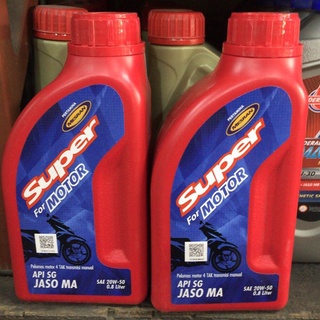 Super
For MOTOR
Pelumas motor 4 TAK transmisi manual
API SG
JASO MA
SAE 20W-50
0.8 Liter
Super
For MOTOR
Pelumas motor 4 TAK transmisi manual
API SG
JASO MA
SAE 20W-50
0.8 Liter